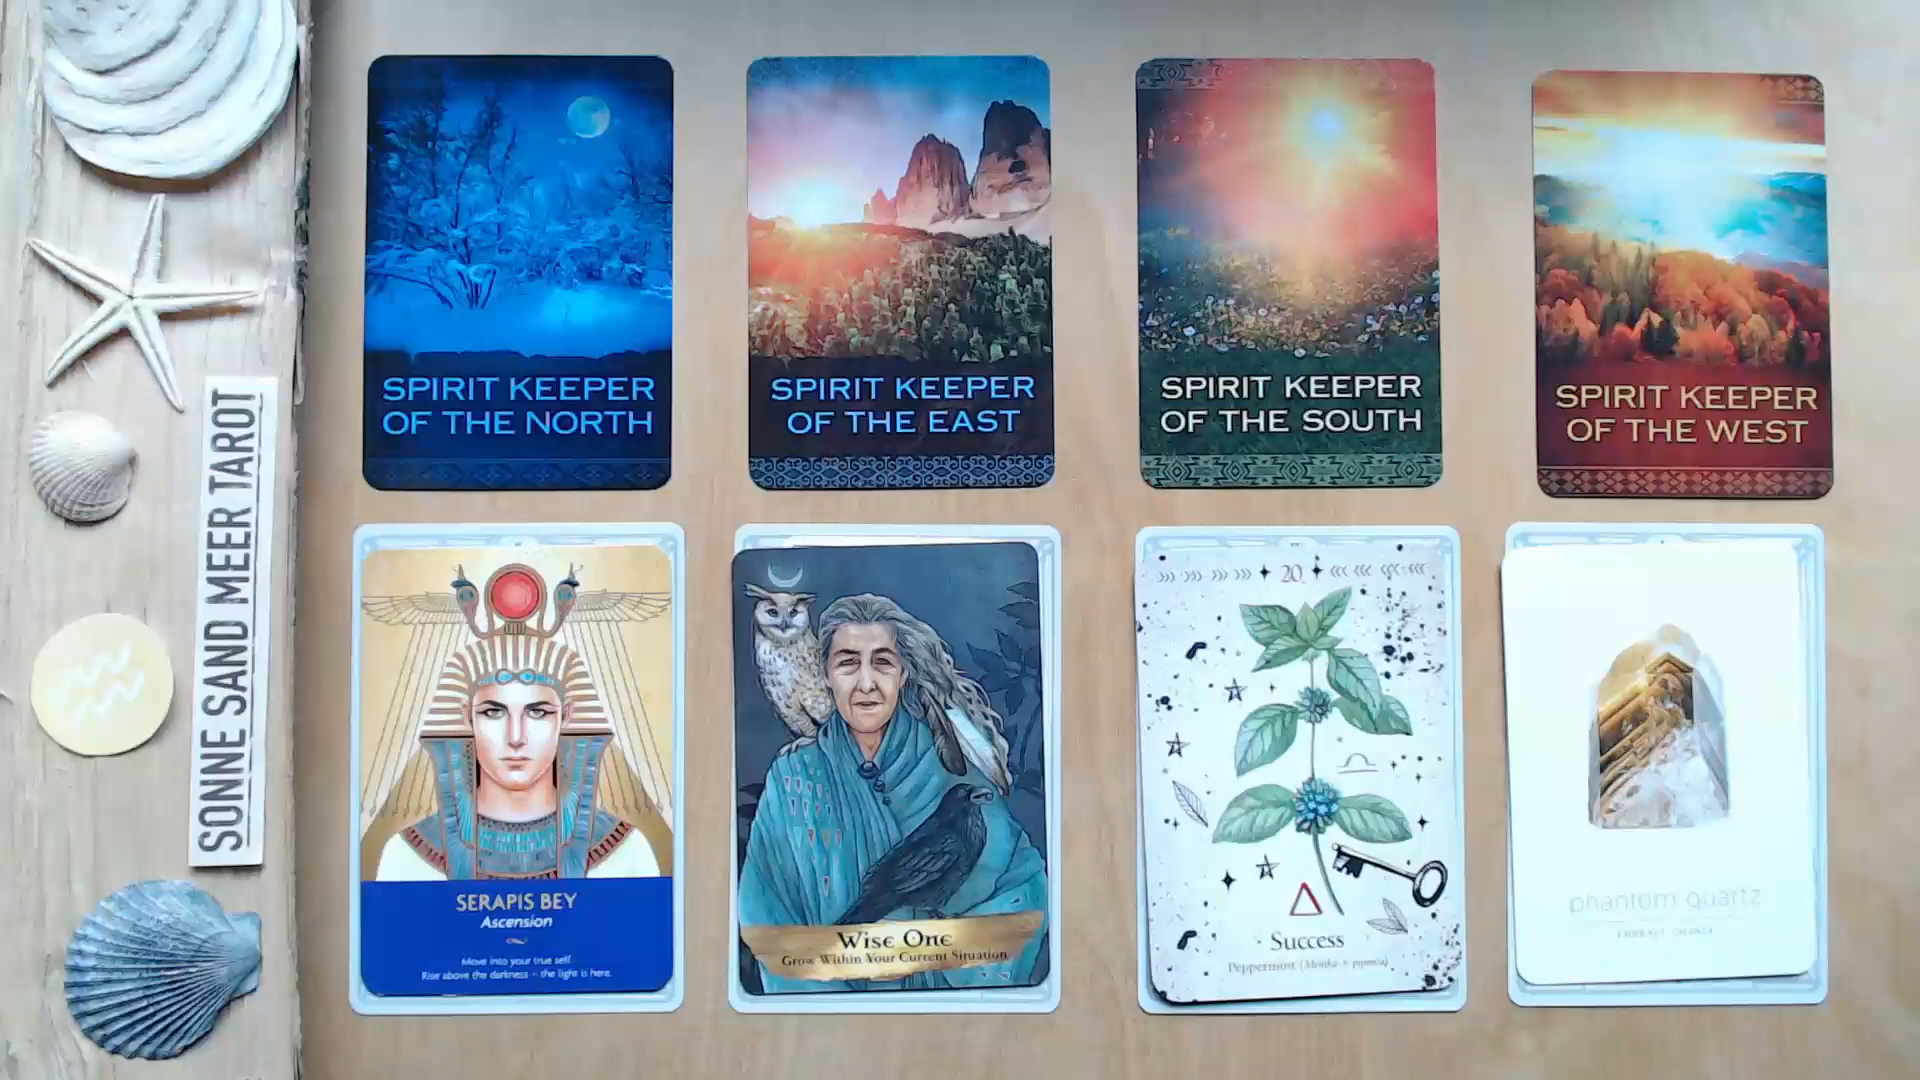 SPIRIT KEEPER
OF THE NORTH
SPIRIT KEEPER
OF THE EAST
SPIRIT KEEPER
OF THE SOUTH
SPIRIT KEEPER
OF THE WEST
SONNE SAND MEER TAROT
SERAPIS BEY
Ascension
Move into your true self.
Rise above the darkness – the light is here.
Wise One
Grow Within Your Current Situation
20
Success
Peppermint (Mentha × piperita)
phantom quartz